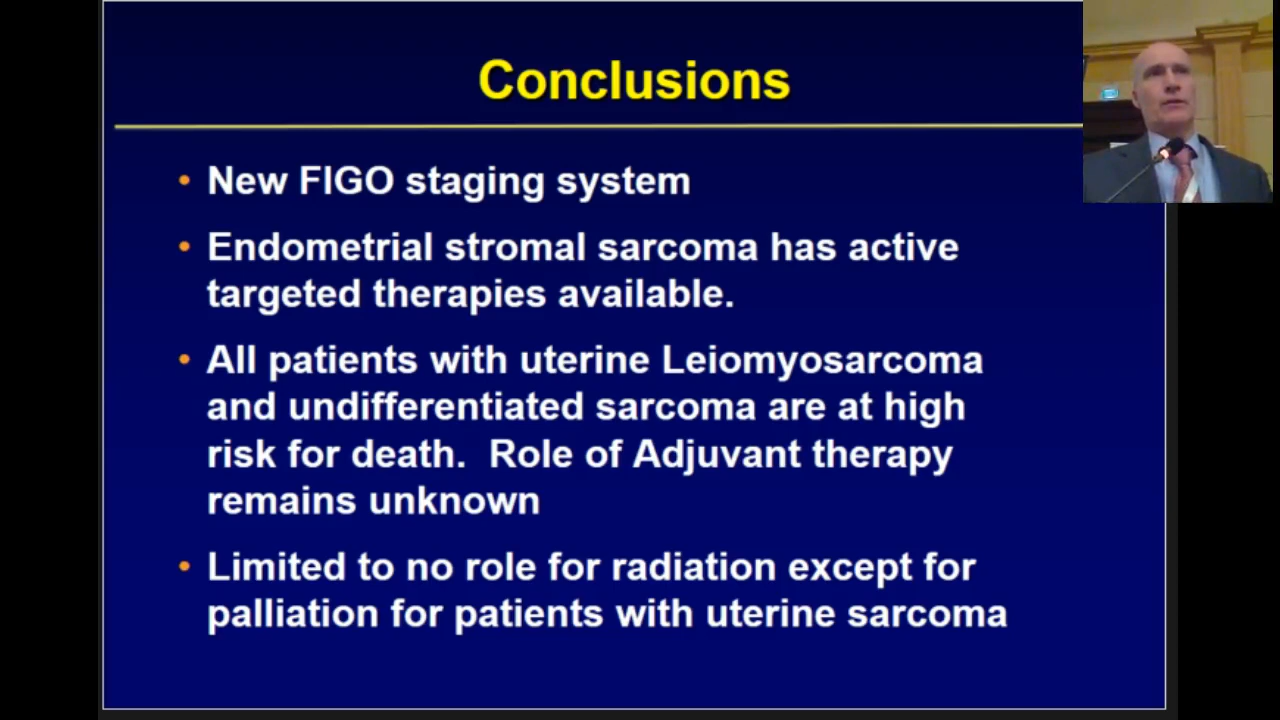 Conclusions
• New FIGO staging system
• Endometrial stromal sarcoma has active
targeted therapies available.
• All patients with uterine Leiomyosarcoma
and undifferentiated sarcoma are at high
risk for death.  Role of Adjuvant therapy
remains unknown
• Limited to no role for radiation except for
palliation for patients with uterine sarcoma